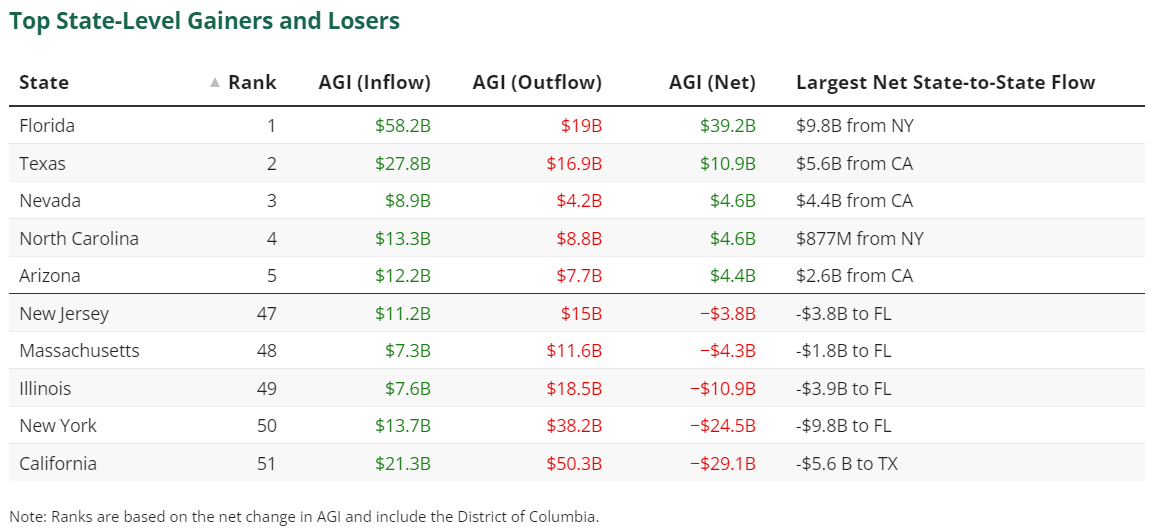 Top State-Level Gainers and Losers
State ▲ Rank AGI (Inflow) AGI (Outflow) AGI (Net) Largest Net State-to-State Flow
Florida 1 $58.2B $19B $39.2B $9.8B from NY
Texas 2 $27.8B $16.9B $10.9B $5.6B from CA
Nevada 3 $8.9B $4.2B $4.6B $4.4B from CA
North Carolina 4 $13.3B $8.8B $4.6B $877M from NY
Arizona 5 $12.2B $7.7B $4.4B $2.6B from CA
New Jersey 47 $11.2B $15B −$3.8B -$3.8B to FL
Massachusetts 48 $7.3B $11.6B −$4.3B -$1.8B to FL
Illinois 49 $7.6B $18.5B −$10.9B -$3.9B to FL
New York 50 $13.7B $38.2B −$24.5B -$9.8B to FL
California 51 $21.3B $50.3B −$29.1B -$5.6 B to TX
Note: Ranks are based on the net change in AGI and include the District of Columbia.